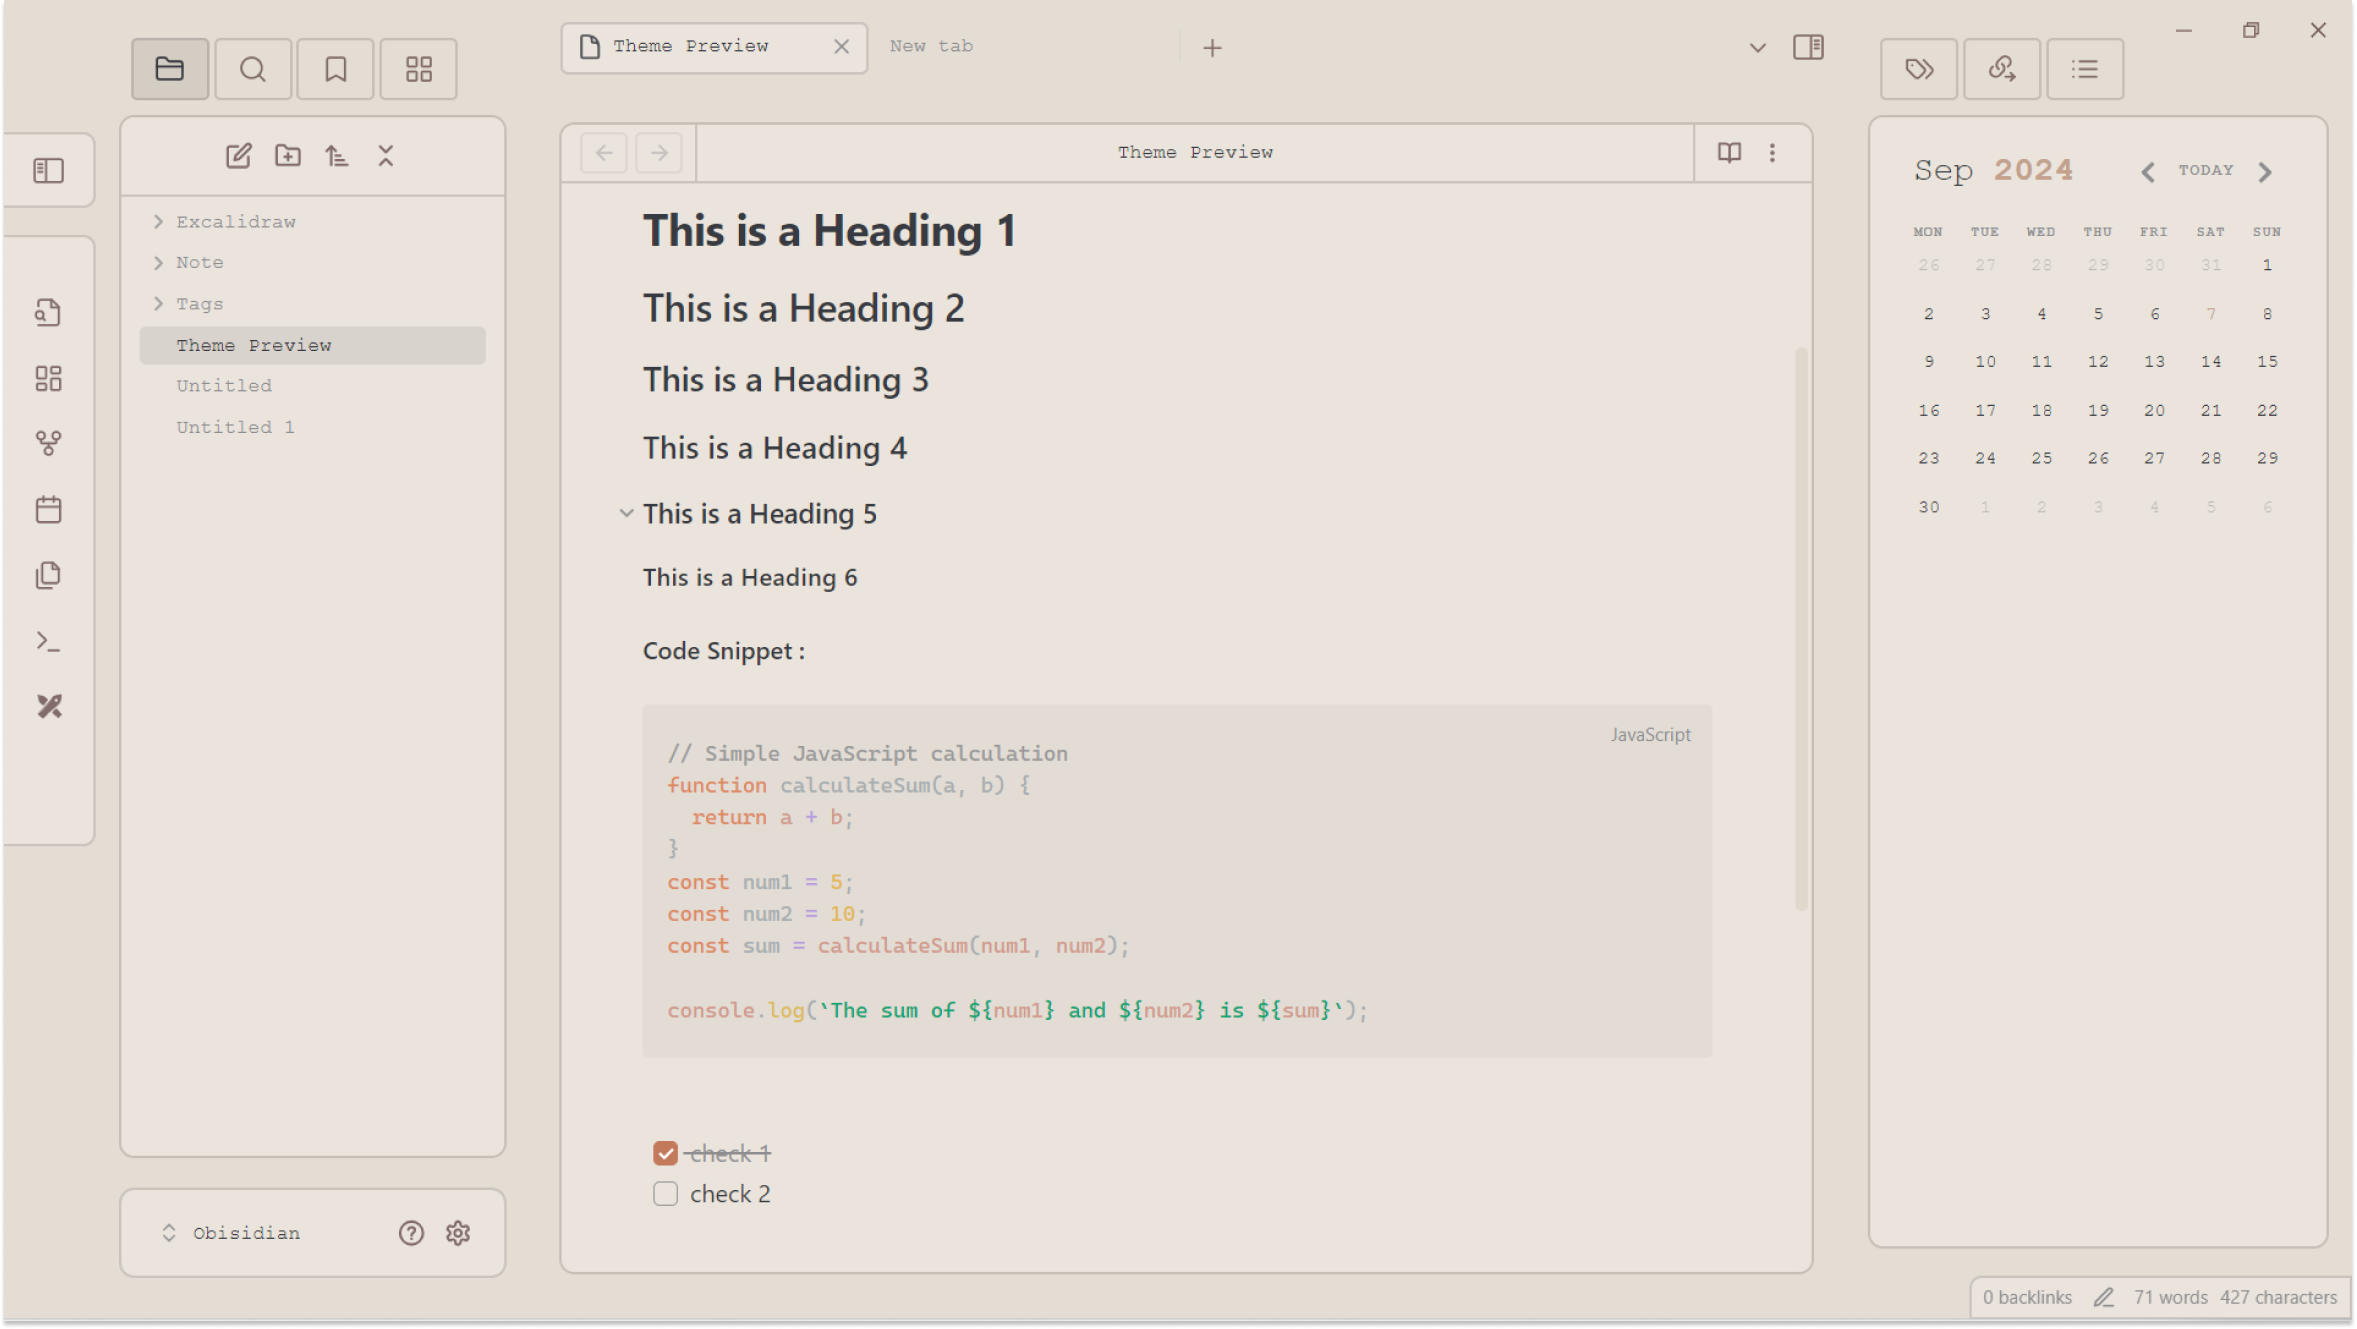 Theme Preview
New tab
Excalidraw
Note
Tags
Theme Preview
Untitled
Untitled 1
Obisidian
Theme Preview
This is a Heading 1
This is a Heading 2
This is a Heading 3
This is a Heading 4
This is a Heading 5
This is a Heading 6
Code Snippet :
JavaScript
// Simple JavaScript calculation
function calculateSum(a, b) {
  return a + b;
}
const num1 = 5;
const num2 = 10;
const sum = calculateSum(num1, num2);
console.log(`The sum of ${num1} and ${num2} is ${sum}`);
check 1
check 2
Sep 2024
TODAY
MON TUE WED THU FRI SAT SUN
26 27 28 29 30 31 1
2 3 4 5 6 7 8
9 10 11 12 13 14 15
16 17 18 19 20 21 22
23 24 25 26 27 28 29
30 1 2 3 4 5 6
0 backlinks 71 words 427 characters